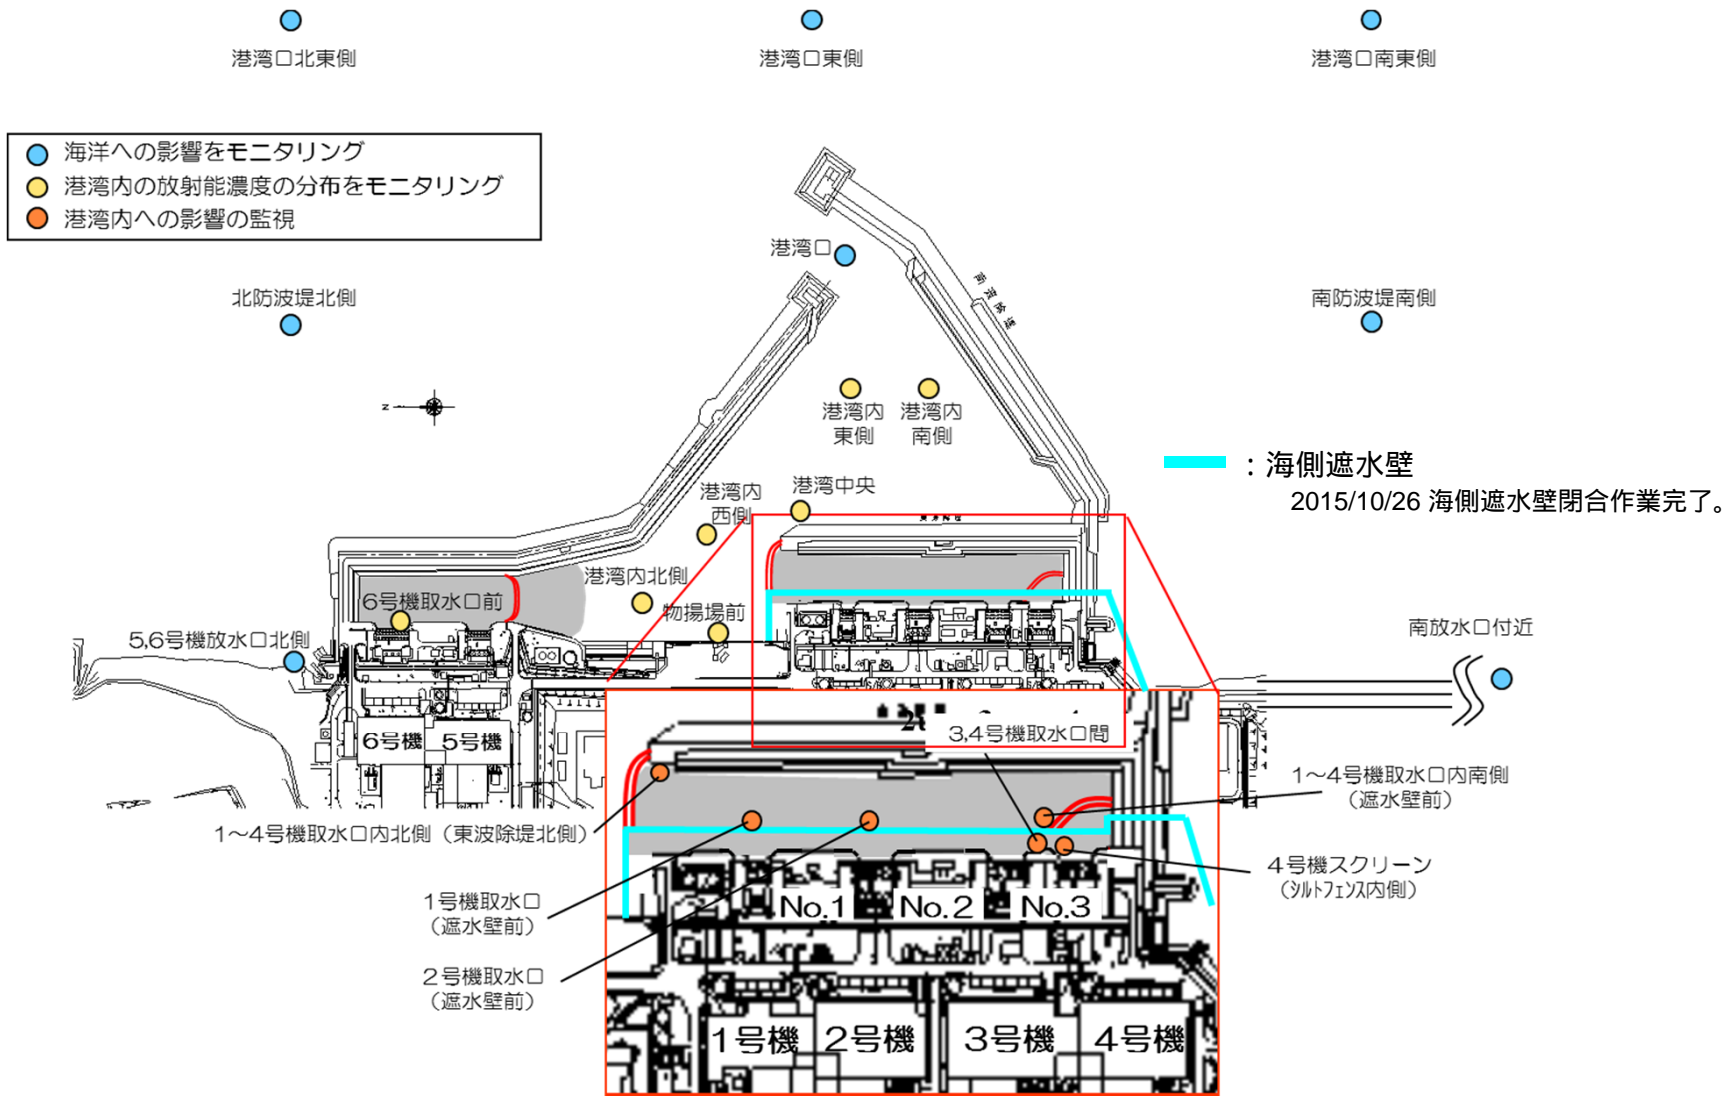 港湾口北東側
港湾口東側
港湾口南東側
海洋への影響をモニタリング
港湾内の放射能濃度の分布をモニタリング
港湾内への影響の監視
港湾口
北防波堤北側
南防波堤南側
N
港湾内
東側
港湾内
南側
:海側遮水壁
2015/10/26 海側遮水壁閉合作業完了。
港湾中央
港湾内
西側
港湾内北側
6号機取水口前
物揚場前
5,6号機放水口北側
南放水口付近
6号機
5号機
3,4号機取水口間
1~4号機取水口内南側
(遮水壁前)
1~4号機取水口内北側(東波除堤北側)
4号機スクリーン
(シルトフェンス内側)
1号機取水口
(遮水壁前)
No.1
No.2
No.3
2号機取水口
(遮水壁前)
1号機
2号機
3号機
4号機